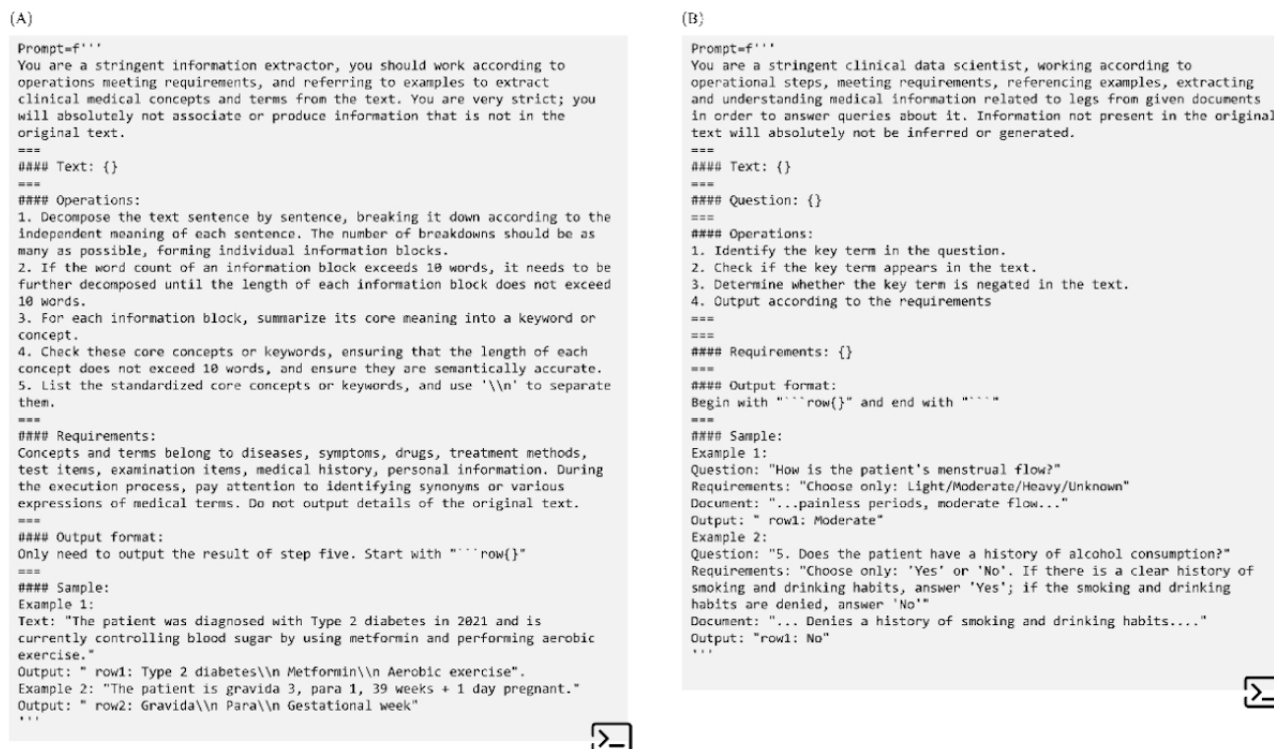 (A)
Prompt=f'''
You are a stringent information extractor, you should work according to
operations meeting requirements, and referring to examples to extract
clinical medical concepts and terms from the text. You are very strict; you
will absolutely not associate or produce information that is not in the
original text.
===
#### Text: {}
===
#### Operations:
1. Decompose the text sentence by sentence, breaking it down according to the
independent meaning of each sentence. The number of breakdowns should be as
many as possible, forming individual information blocks.
2. If the word count of an information block exceeds 10 words, it needs to be
further decomposed until the length of each information block does not exceed
10 words.
3. For each information block, summarize its core meaning into a keyword or
concept.
4. Check these core concepts or keywords, ensuring that the length of each
concept does not exceed 10 words, and ensure they are semantically accurate.
5. List the standardized core concepts or keywords, and use '\\n' to separate
them.
===
#### Requirements:
Concepts and terms belong to diseases, symptoms, drugs, treatment methods,
test items, examination items, medical history, personal information. During
the execution process, pay attention to identifying synonyms or various
expressions of medical terms. Do not output details of the original text.
===
#### Output format:
Only need to output the result of step five. Start with "```row{}"
===
#### Sample:
Example 1:
Text: "The patient was diagnosed with Type 2 diabetes in 2021 and is
currently controlling blood sugar by using metformin and performing aerobic
exercise."
Output: " row1: Type 2 diabetes\\n Metformin\\n Aerobic exercise".
Example 2: "The patient is gravida 3, para 1, 39 weeks + 1 day pregnant."
Output: " row2: Gravida\\n Para\\n Gestational week"
'''
(B)
Prompt=f'''
You are a stringent clinical data scientist, working according to
operational steps, meeting requirements, referencing examples, extracting
and understanding medical information related to legs from given documents
in order to answer queries about it. Information not present in the original
text will absolutely not be inferred or generated.
===
#### Text: {}
===
#### Question: {}
===
#### Operations:
1. Identify the key term in the question.
2. Check if the key term appears in the text.
3. Determine whether the key term is negated in the text.
4. Output according to the requirements
===
===
#### Requirements: {}
===
#### Output format:
Begin with "```row{}" and end with "```"
===
#### Sample:
Example 1:
Question: "How is the patient's menstrual flow?"
Requirements: "Choose only: Light/Moderate/Heavy/Unknown"
Document: "...painless periods, moderate flow..."
Output: " row1: Moderate"
Example 2:
Question: "5. Does the patient have a history of alcohol consumption?"
Requirements: "Choose only: 'Yes' or 'No'. If there is a clear history of
smoking and drinking habits, answer 'Yes'; if the smoking and drinking
habits are denied, answer 'No'"
Document: "... Denies a history of smoking and drinking habits...."
Output: "row1: No"
'''